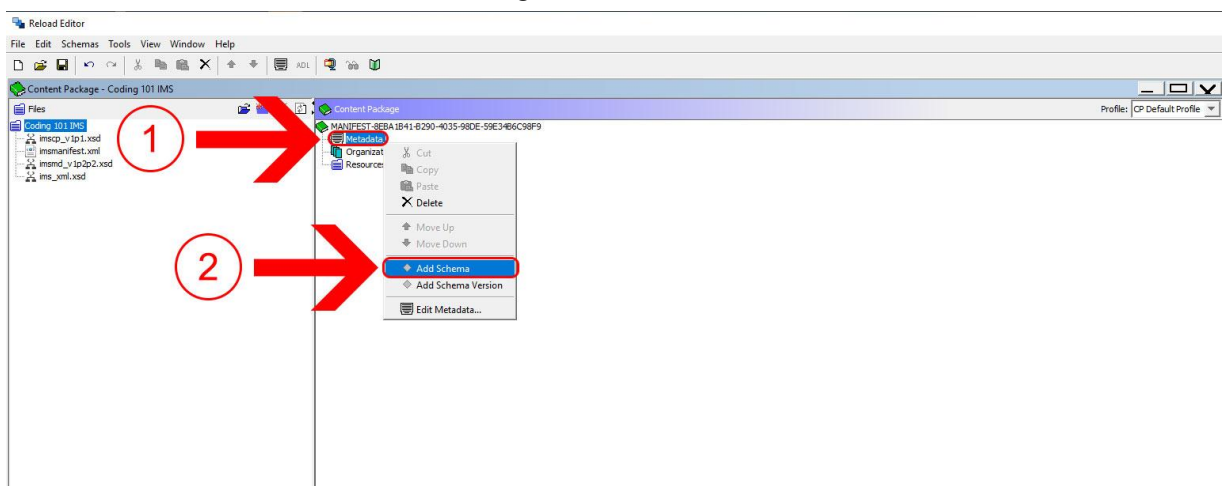 Reload Editor
File Edit Schemas Tools View Window Help
ADL
Content Package - Coding 101 IMS
Files
Content Package
Profile: CP Default Profile
Coding 101 IMS
imscp_v1p1.xsd
imsmanifest.xml
imsmd_v1p2p2.xsd
ims_xml.xsd
1
MANIFEST-8EBA1B41-B290-4035-98DE-59E34B6C98F9
Metadata
Organizat
Resources
Cut
Copy
Paste
Delete
Move Up
Move Down
2
Add Schema
Add Schema Version
Edit Metadata...